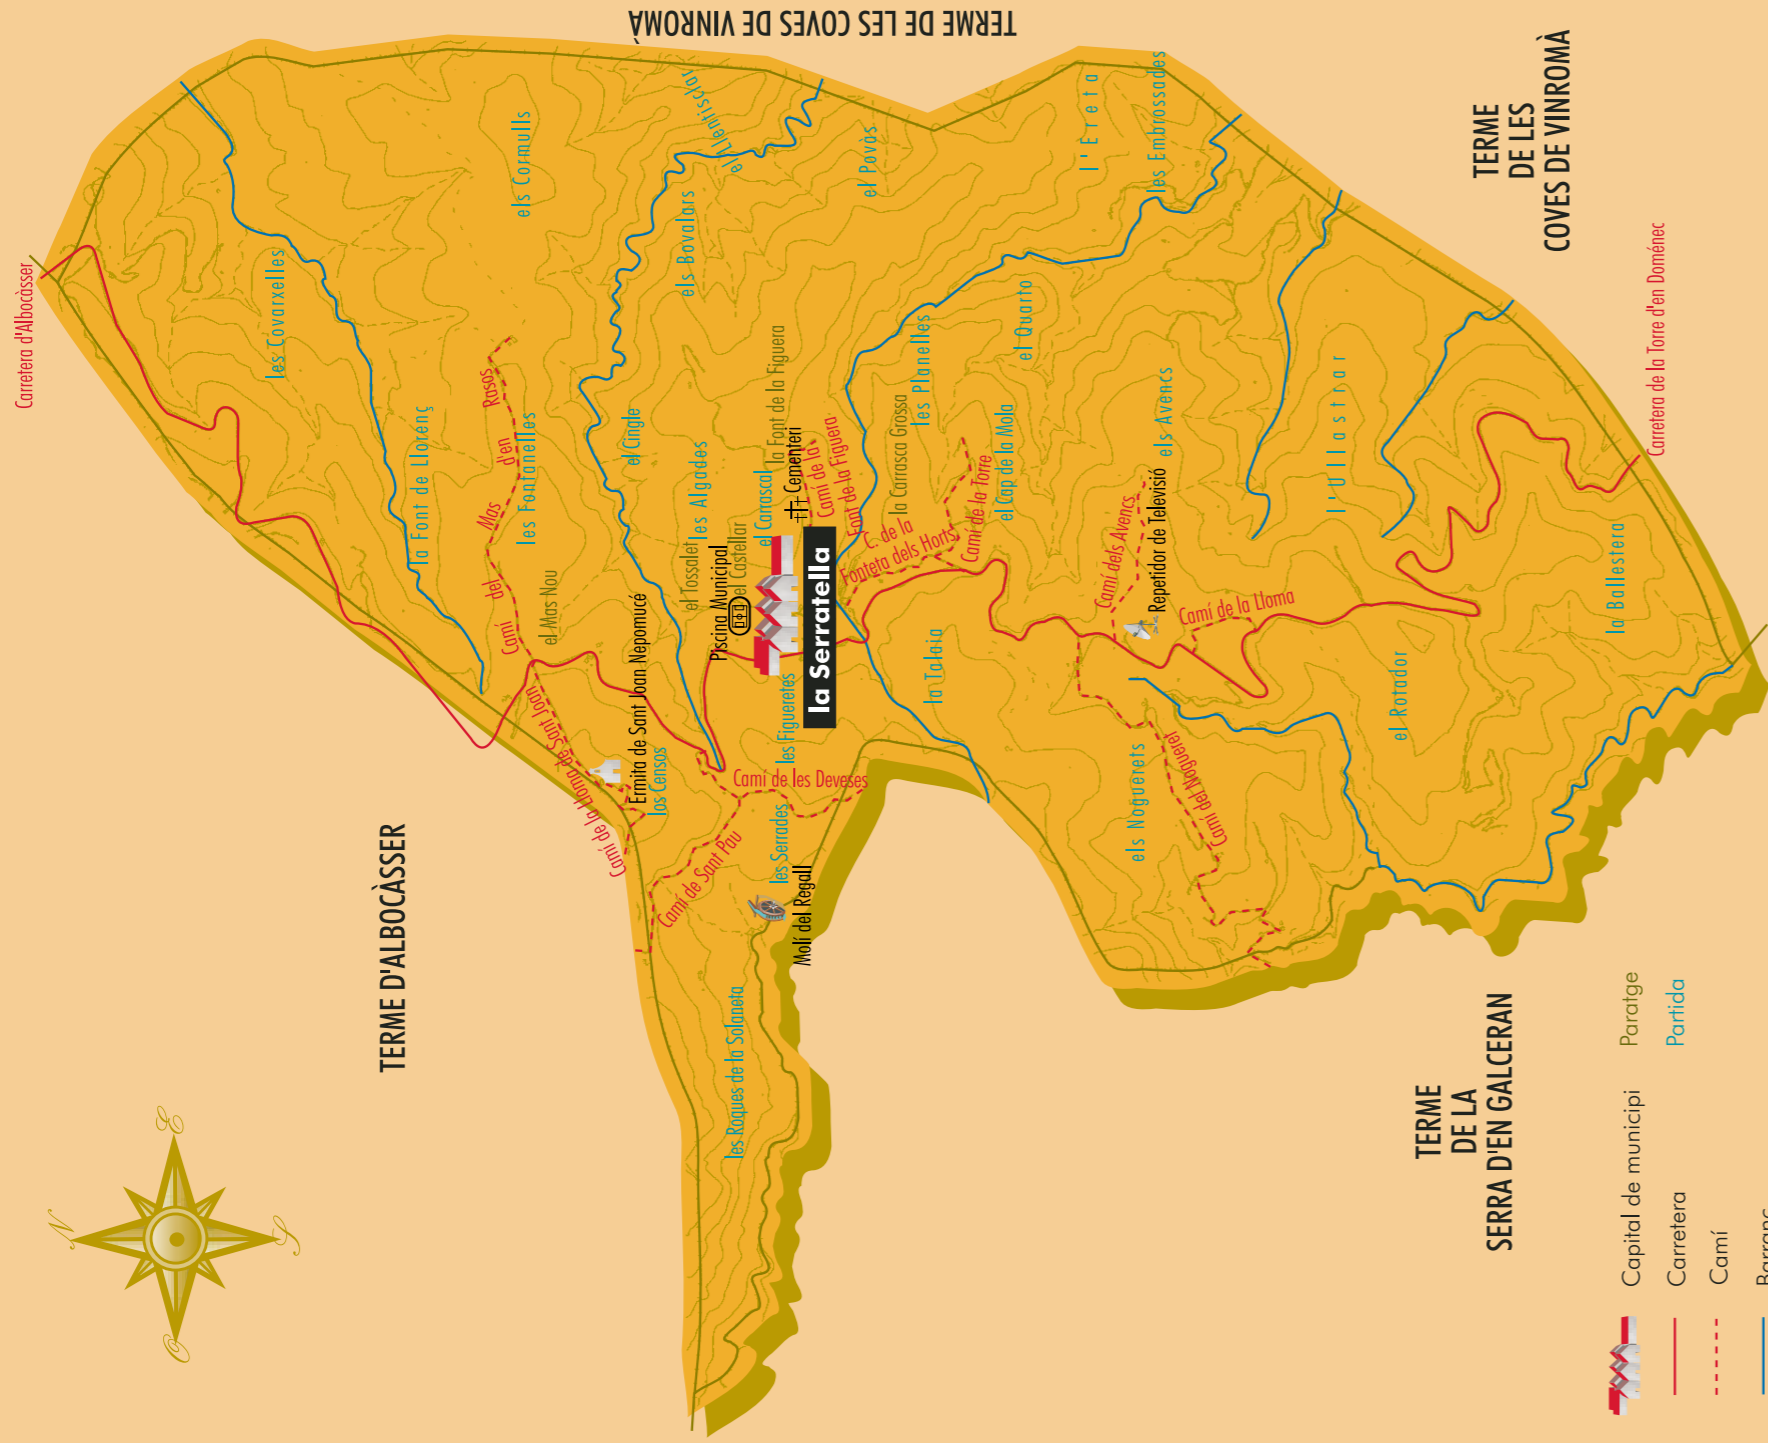 TERME DE LES COVES DE VINROMÀ
TERME
DE LES
COVES DE VINROMÀ
TERME D'ALBOCÀSSER
TERME
DE LA
SERRA D'EN GALCERAN
Carretera d'Albocàsser
Carretera de la Torre d'en Doménec
les Covarxelles
la Font de Llorenç
els Cormulls
Camí del Mas d'en Rasos
les Fontanelles
el Mas Nou
Camí de la Lloma de Sant Joan
Ermita de Sant Joan Nepomucé
los Censos
el Cingle
els Bovalars
el Llentisclar
les Algades
el Tossalet
Piscina Municipal
el Castellar
el Carrascal
la Font de la Figuera
Cementeri
Camí de la
Font de la Figuera
la Serratella
les Figueretes
Camí de les Deveses
Camí de Sant Pau
les Serrades
Molí del Regall
les Roques de la Solaneta
el Povàs
l'Ereta
les Embrossades
les Planelles
la Carrasca Grossa
C. de la
Fonteta dels Horts
Camí de la Torre
el Cap de la Mola
el Quarto
la Talaia
els Avencs
Camí dels Avencs
Repetidor de Televisió
Camí de la Lloma
els Noguerets
Camí del Nogueret
l'Ullastrar
el Rotador
la Ballestera
N
E
S
O
Capital de municipi
Carretera
Camí
Barranc
Paratge
Partida